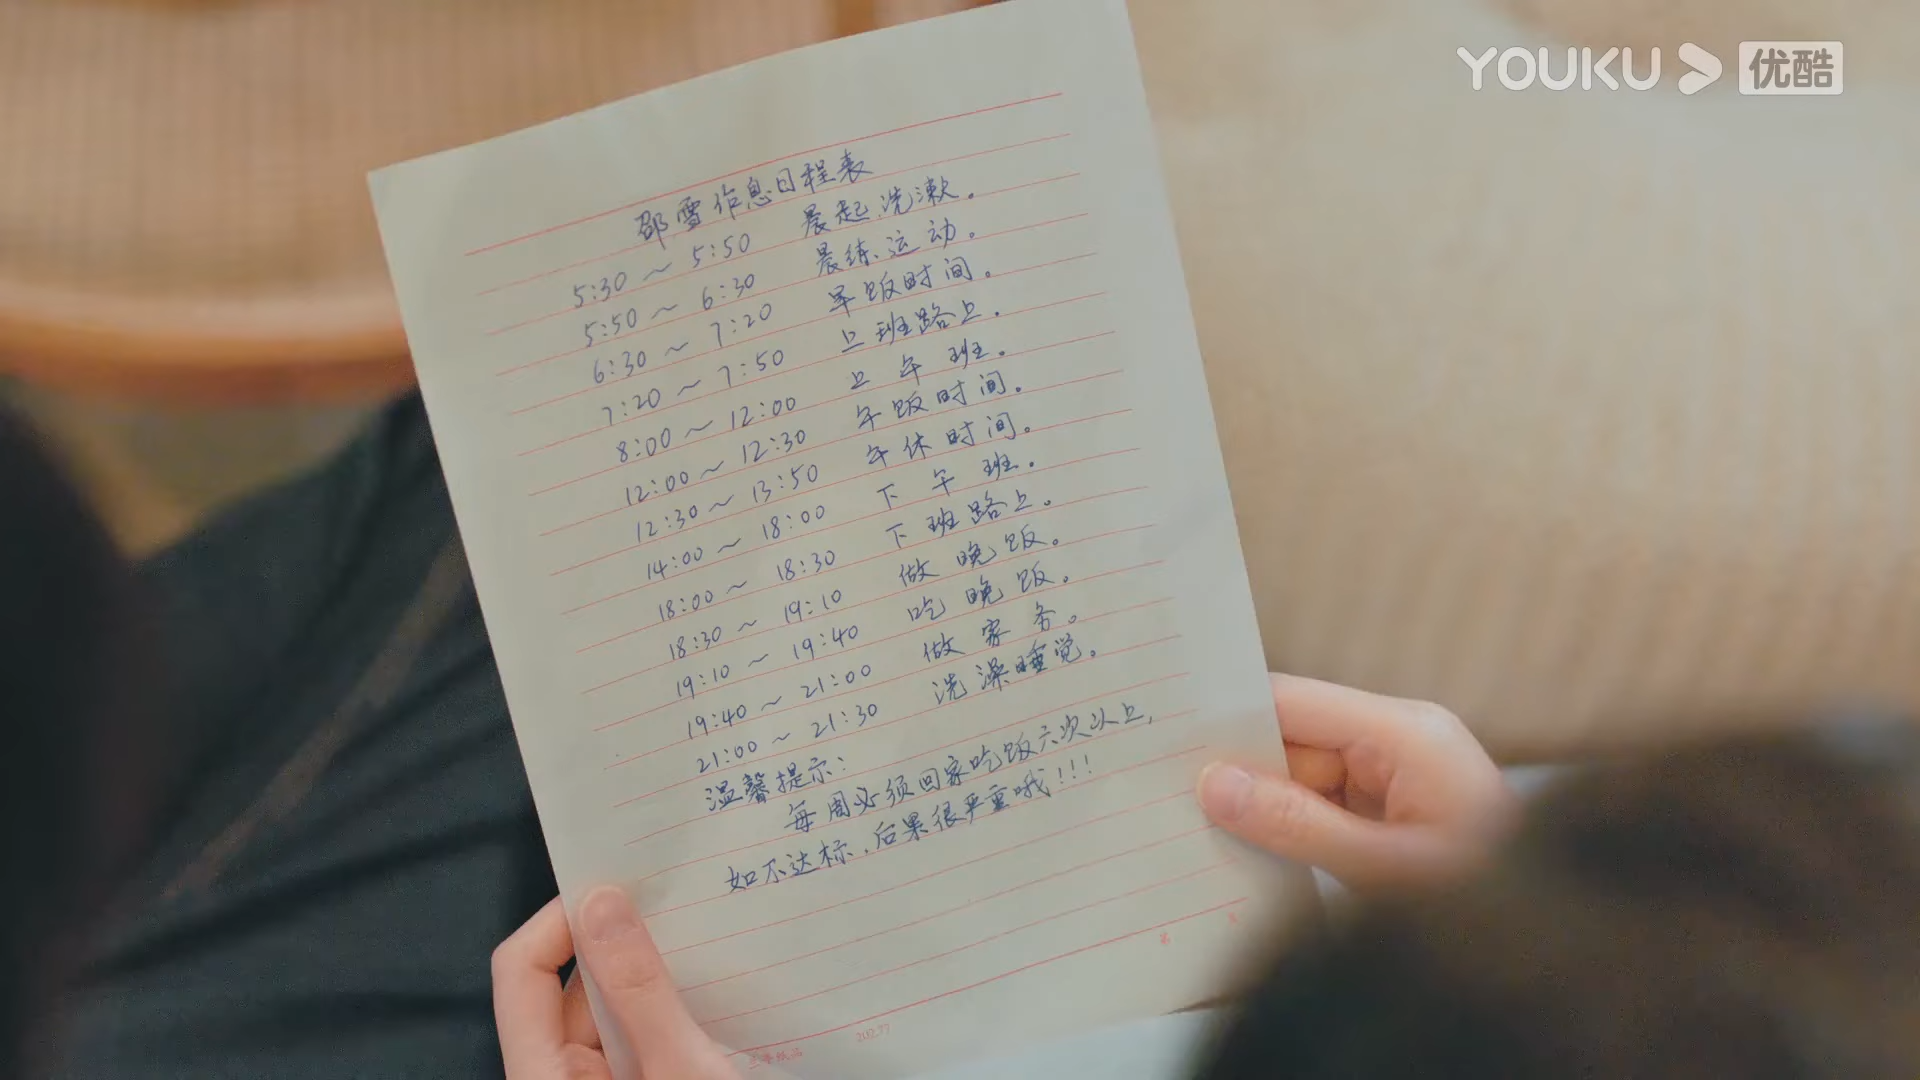 YOUKU 优酷
邵雪作息日程表
5:30 ~ 5:50 晨起、洗漱。
5:50 ~ 6:30 晨练、运动。
6:30 ~ 7:20 早饭时间。
7:20 ~ 7:50 上班路上。
8:00 ~ 12:00 上午班。
12:00 ~ 12:30 午饭时间。
12:30 ~ 13:50 午休时间。
14:00 ~ 18:00 下午班。
18:00 ~ 18:30 下班路上。
18:30 ~ 19:10 做晚饭。
19:10 ~ 19:40 吃晚饭。
19:40 ~ 21:00 做家务。
21:00 ~ 21:30 洗澡睡觉。
温馨提示：
每周必须回家吃饭六次以上,
如不达标，后果很严重哦!!!
第 页